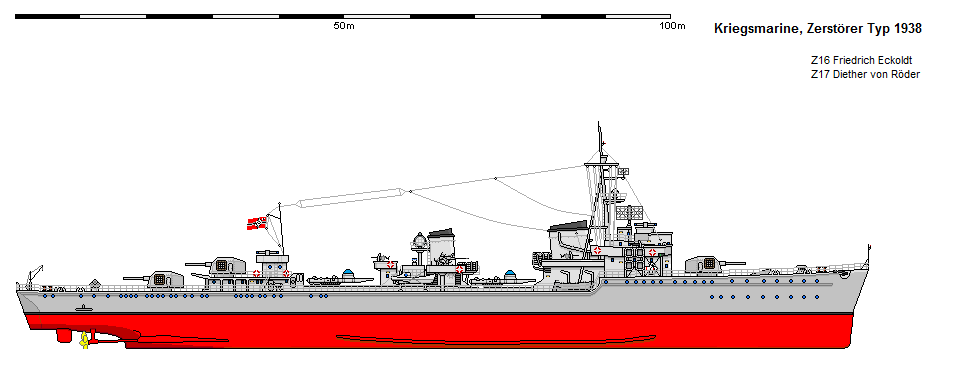 50m
100m
Kriegsmarine, Zerstörer Typ 1938
Z16 Friedrich Eckoldt
Z17 Diether von Röder